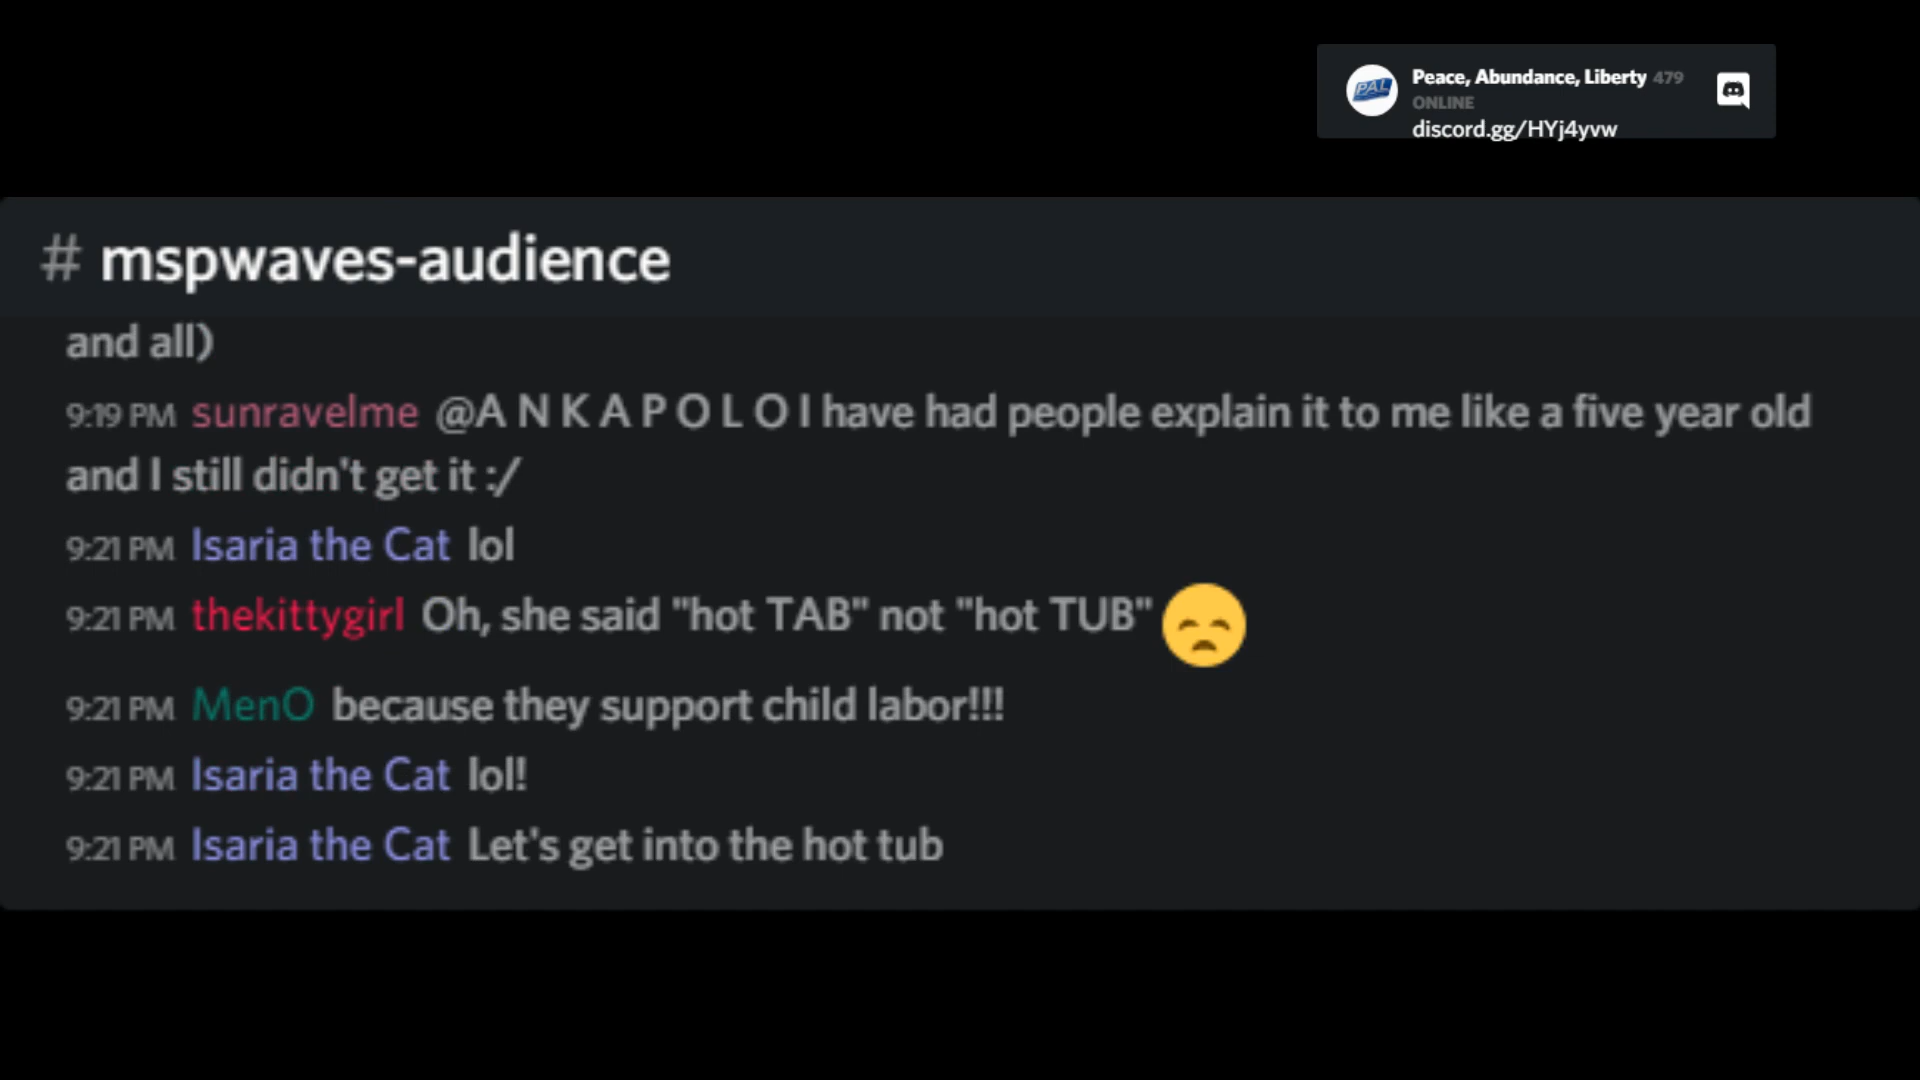 PAL Peace, Abundance, Liberty 479
ONLINE
discord.gg/HYj4yvw
# mspwaves-audience
and all)
9:19 PM sunravelme @A N K A P O L O I have had people explain it to me like a five year old
and I still didn't get it :/
9:21 PM Isaria the Cat lol
9:21 PM thekittygirl Oh, she said "hot TAB" not "hot TUB" 😞
9:21 PM MenO because they support child labor!!!
9:21 PM Isaria the Cat lol!
9:21 PM Isaria the Cat Let's get into the hot tub